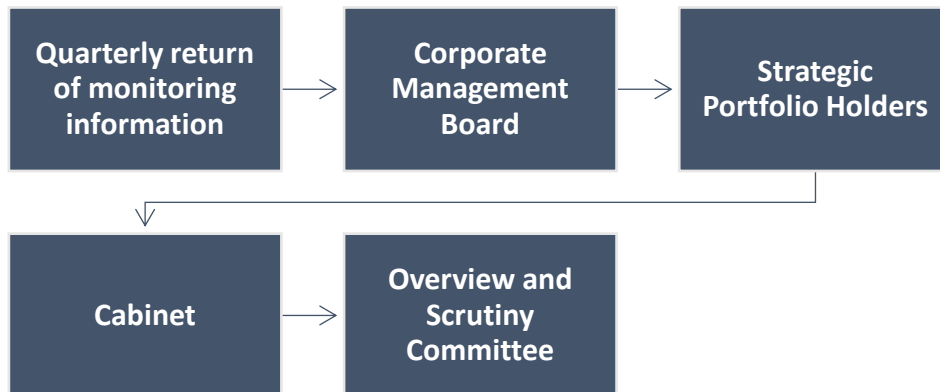 Quarterly return
of monitoring
information
Corporate
Management
Board
Strategic
Portfolio Holders
Cabinet
Overview and
Scrutiny
Committee